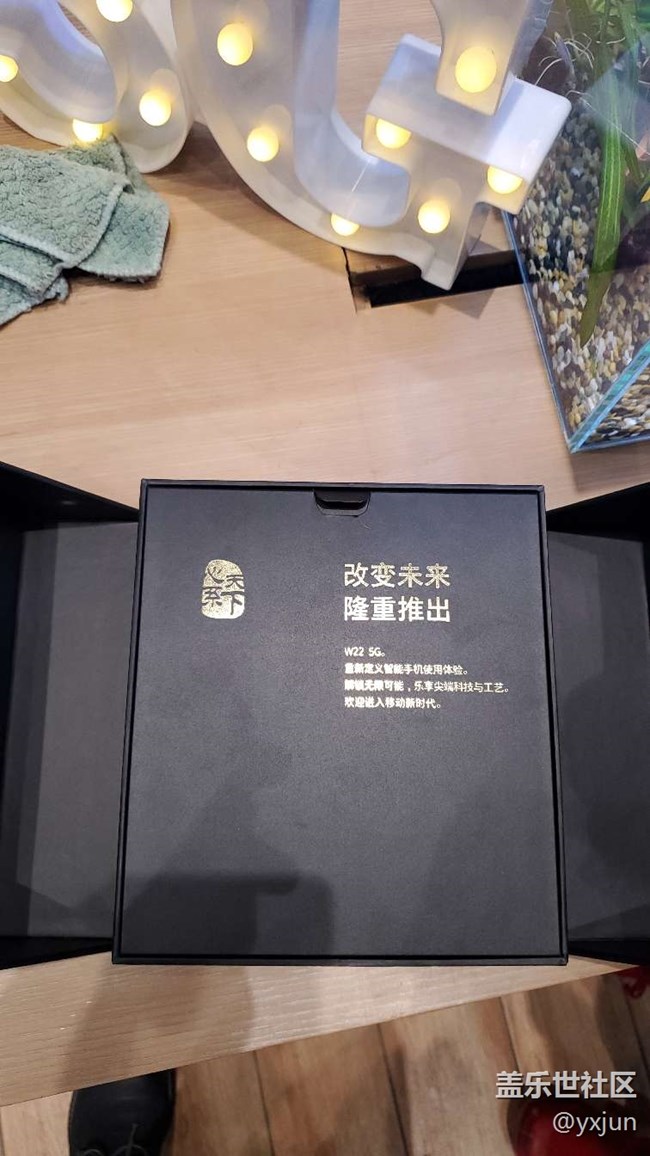 心系
天下
改变未来
隆重推出
W22 5G。
重新定义智能手机使用体验。
解锁无限可能，乐享尖端科技与工艺。
欢迎进入移动新时代。
盖乐世社区
@yxjun